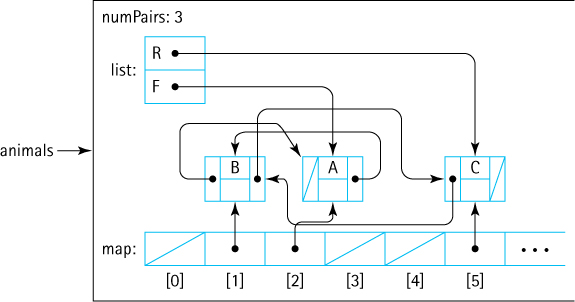 numPairs: 3
list:
R
F
animals
B
A
C
map:
• • •
[0] [1] [2] [3] [4] [5]